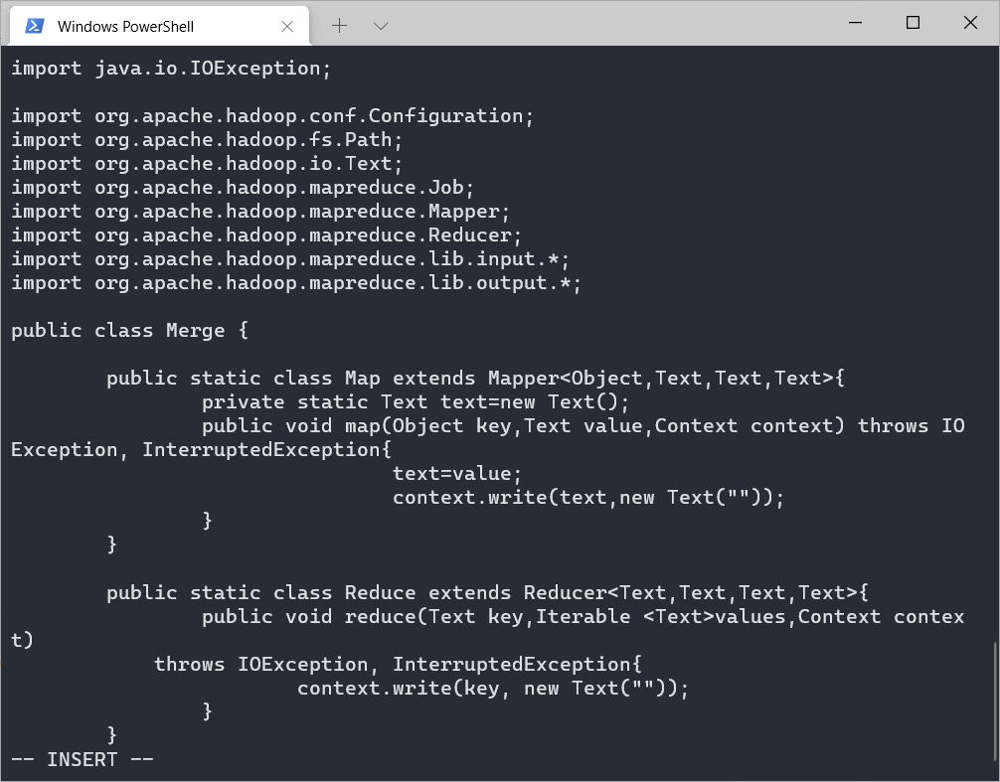 Windows PowerShell
import java.io.IOException;
import org.apache.hadoop.conf.Configuration;
import org.apache.hadoop.fs.Path;
import org.apache.hadoop.io.Text;
import org.apache.hadoop.mapreduce.Job;
import org.apache.hadoop.mapreduce.Mapper;
import org.apache.hadoop.mapreduce.Reducer;
import org.apache.hadoop.mapreduce.lib.input.*;
import org.apache.hadoop.mapreduce.lib.output.*;
public class Merge {
        public static class Map extends Mapper<Object,Text,Text,Text>{
                private static Text text=new Text();
                public void map(Object key,Text value,Context context) throws IO
Exception, InterruptedException{
                                text=value;
                                context.write(text,new Text(""));
                }
        }
        public static class Reduce extends Reducer<Text,Text,Text,Text>{
                public void reduce(Text key,Iterable <Text>values,Context contex
t)
            throws IOException, InterruptedException{
                        context.write(key, new Text(""));
                }
        }
-- INSERT --